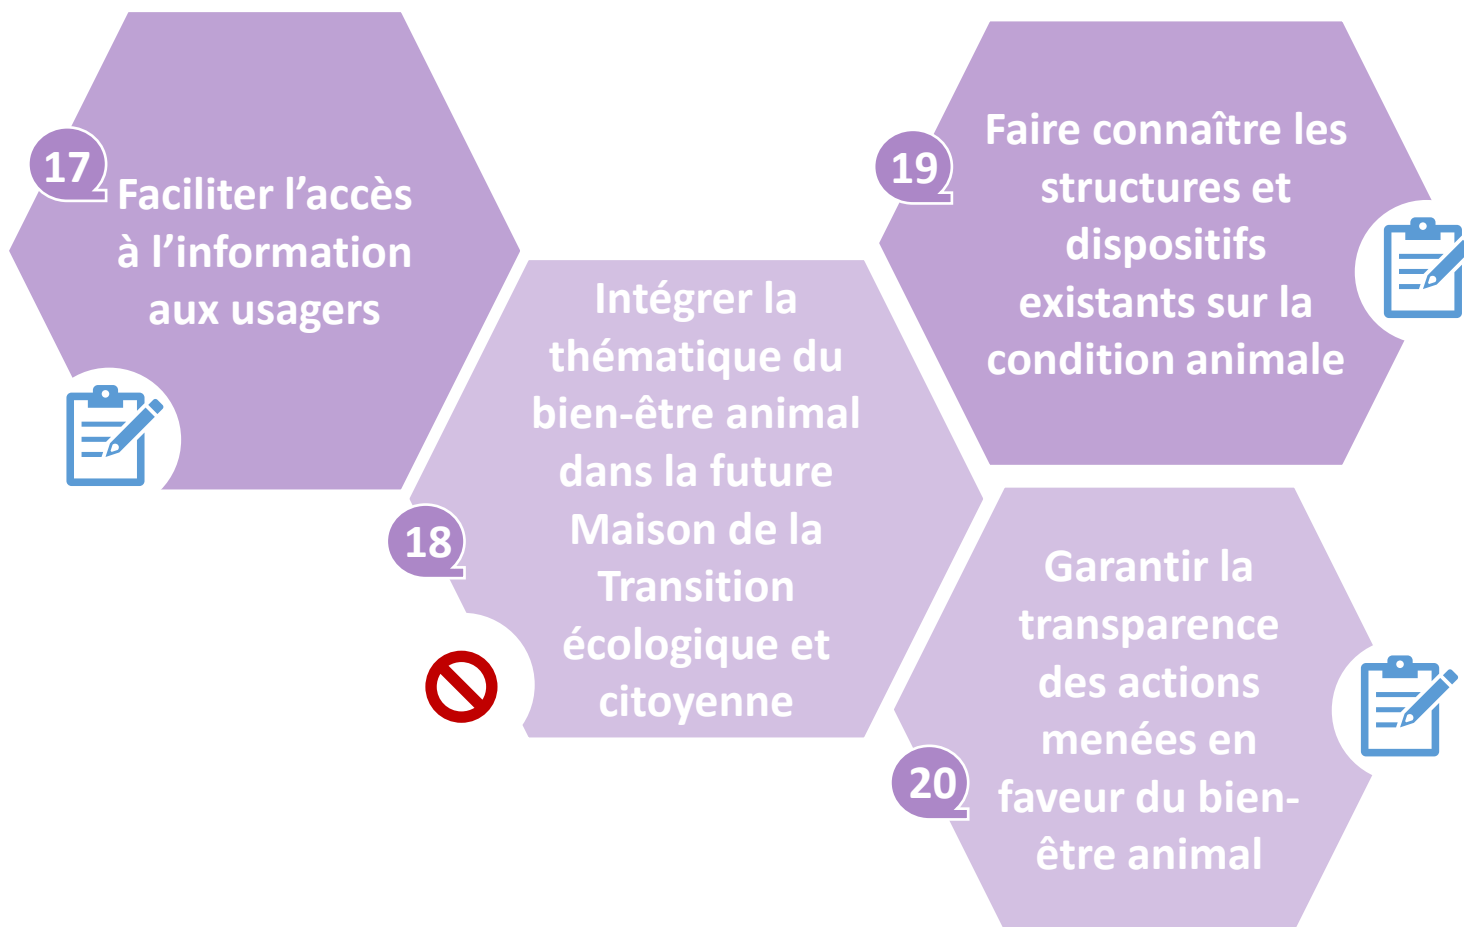 17
Faciliter l’accès
à l’information
aux usagers
18
Intégrer la
thématique du
bien-être animal
dans la future
Maison de la
Transition
écologique et
citoyenne
19
Faire connaître les
structures et
dispositifs
existants sur la
condition animale
20
Garantir la
transparence
des actions
menées en
faveur du bien-
être animal